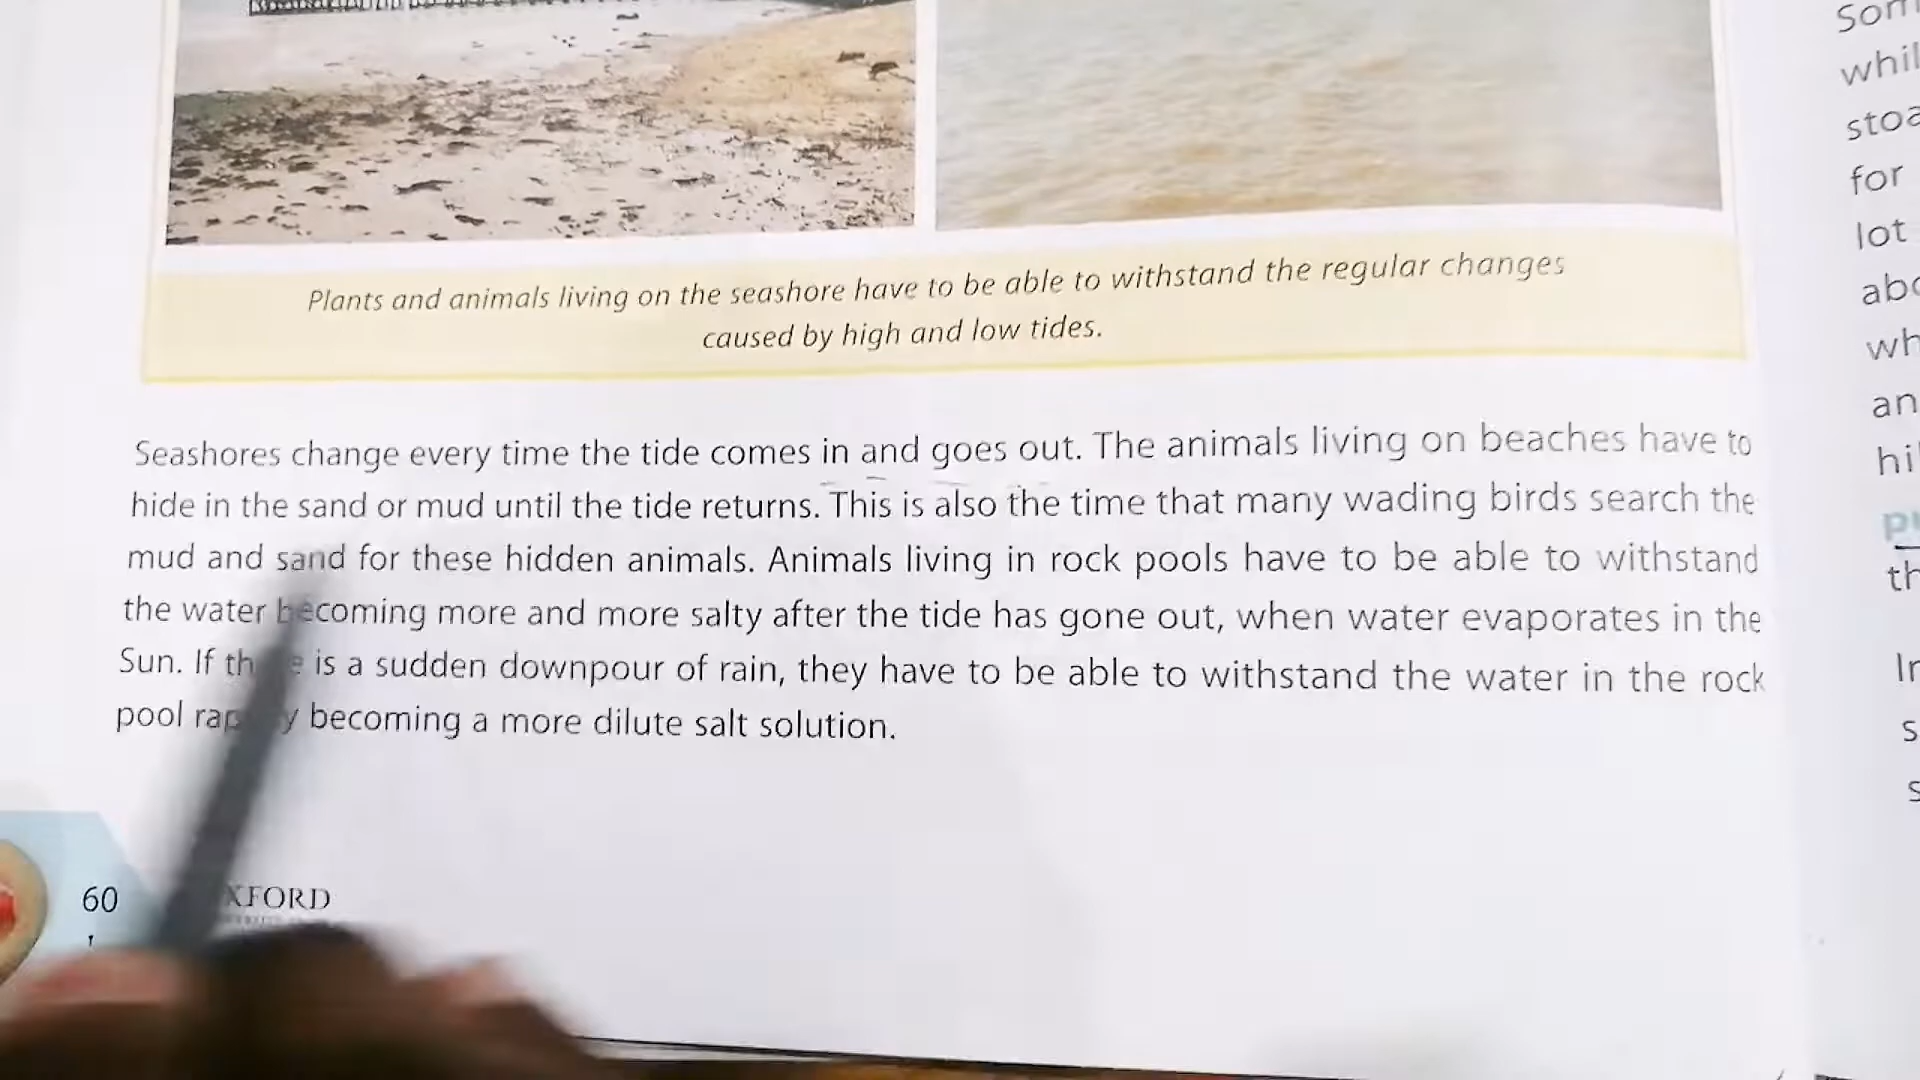 Plants and animals living on the seashore have to be able to withstand the regular changes
caused by high and low tides.
Seashores change every time the tide comes in and goes out. The animals living on beaches have to
hide in the sand or mud until the tide returns. This is also the time that many wading birds search the
mud and sand for these hidden animals. Animals living in rock pools have to be able to withstand
the water becoming more and more salty after the tide has gone out, when water evaporates in the
Sun. If is a sudden downpour of rain, they have to be able to withstand the water in the rock
pool becoming a more dilute salt solution.
60
for
lot